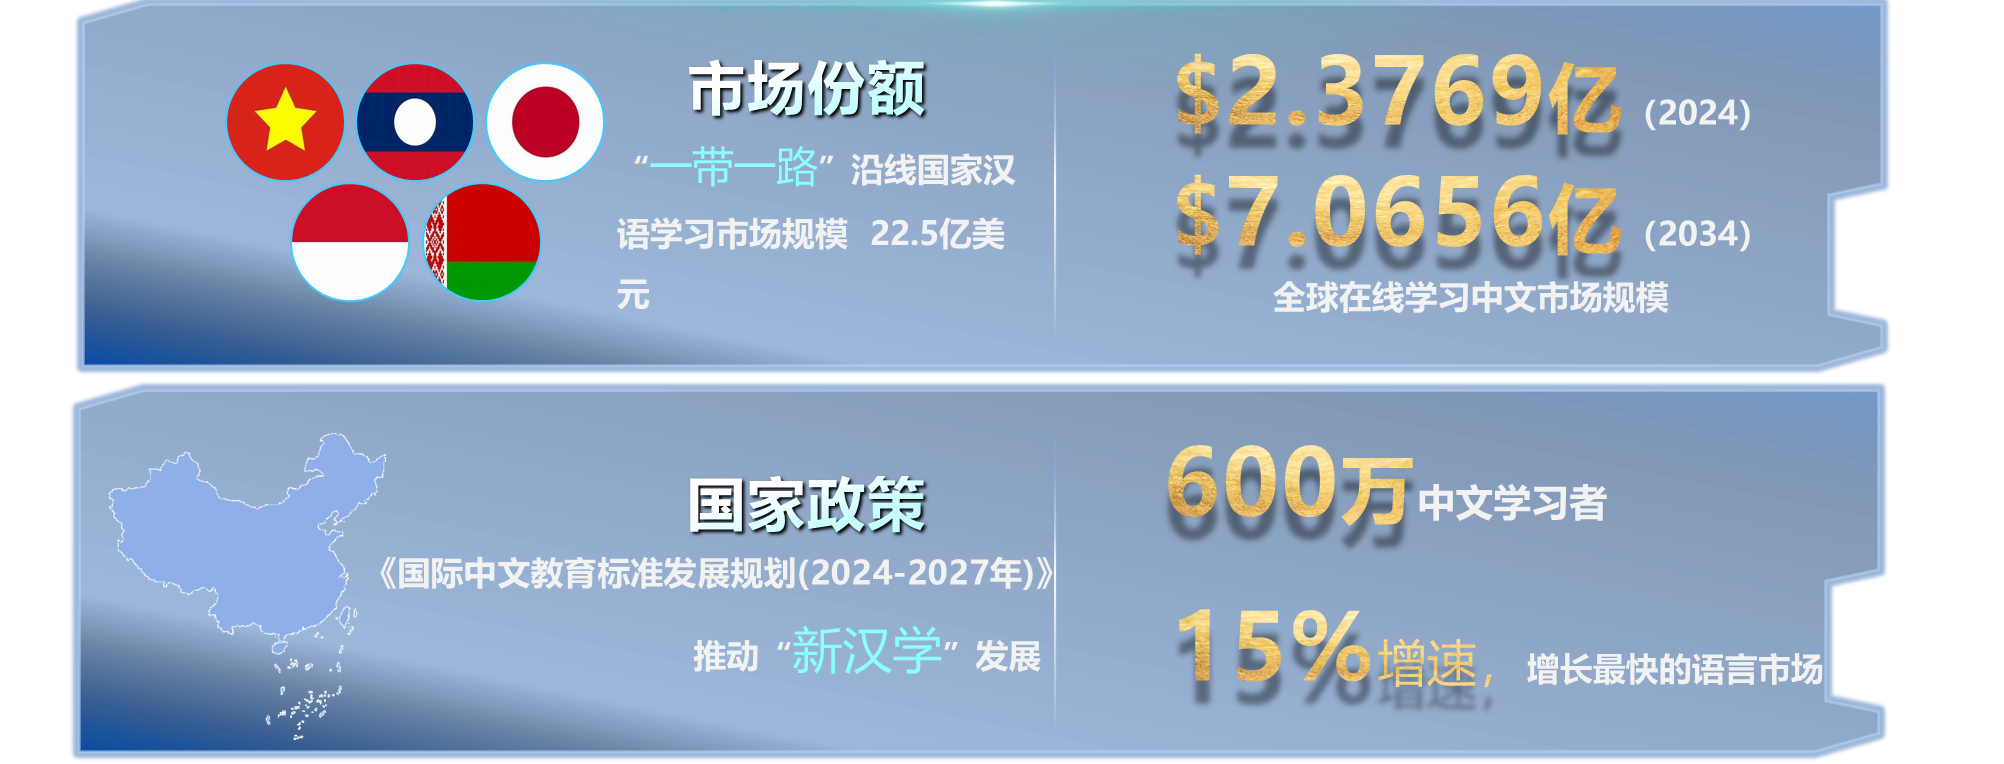 市场份额
“一带一路”沿线国家汉
语学习市场规模 22.5亿美
元
$2.3769亿 (2024)
$7.0656亿 (2034)
全球在线学习中文市场规模
国家政策
《国际中文教育标准发展规划(2024-2027年)》
推动“新汉学”发展
600万中文学习者
15%增速，增长最快的语言市场